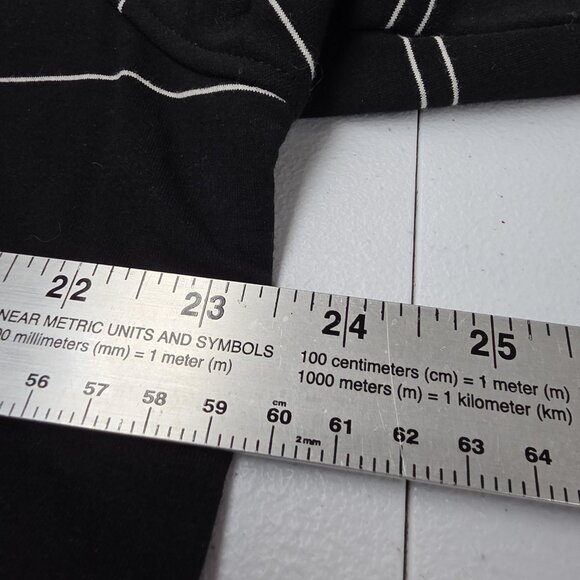 22 23 24 25
NEAR METRIC UNITS AND SYMBOLS
00 millimeters (mm) = 1 meter (m)
100 centimeters (cm) = 1 meter (m)
1000 meters (m) = 1 kilometer (km)
cm
56 57 58 59 60 61 62 63 64
2 mm